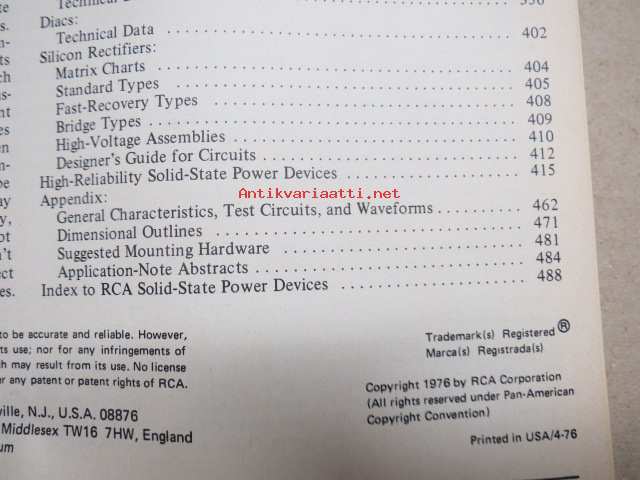 Technical D
Diacs:
Technical Data . . . . . . . . . . 402
Silicon Rectifiers:
Matrix Charts . . . . . . . . . . 404
Standard Types . . . . . . . . . . 405
Fast-Recovery Types . . . . . . . . . . 408
Bridge Types . . . . . . . . . . 409
High-Voltage Assemblies . . . . . . . . . . 410
Designer's Guide for Circuits . . . . . . . . . . 412
High-Reliability Solid-State Power Devices . . . . . . . . . . 415
Antikvariaatti.net
Appendix:
General Characteristics, Test Circuits, and Waveforms . . . . . . . . . . 462
Dimensional Outlines . . . . . . . . . . 471
Suggested Mounting Hardware . . . . . . . . . . 481
Application-Note Abstracts . . . . . . . . . . 484
Index to RCA Solid-State Power Devices . . . . . . . . . . 488
to be accurate and reliable. However,
ts use; nor for any infringements of
ch may result from its use. No license
er any patent or patent rights of RCA.
ville, N.J., U.S.A. 08876
Middlesex TW16 7HW, England
um
Trademark(s) Registered ®
Marca(s) Registrada(s)
Copyright 1976 by RCA Corporation
(All rights reserved under Pan-American
Copyright Convention)
Printed in USA/4-76